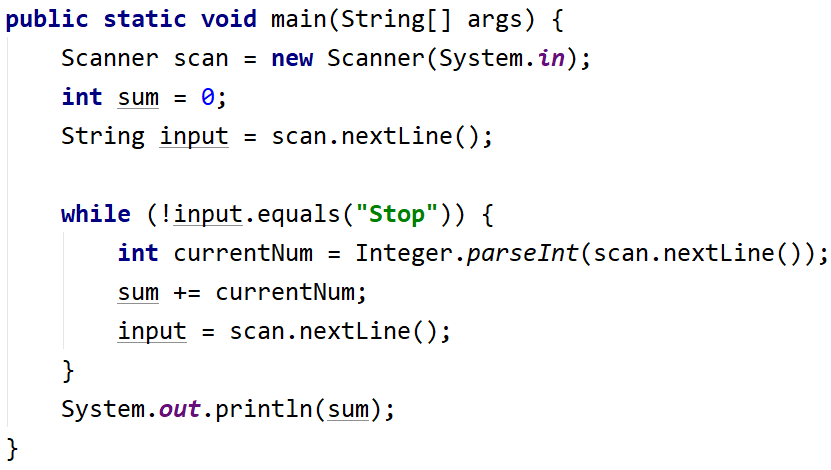 public static void main(String[] args) {
    Scanner scan = new Scanner(System.in);
    int sum = 0;
    String input = scan.nextLine();

    while (!input.equals("Stop")) {
        int currentNum = Integer.parseInt(scan.nextLine());
        sum += currentNum;
        input = scan.nextLine();
    }
    System.out.println(sum);
}